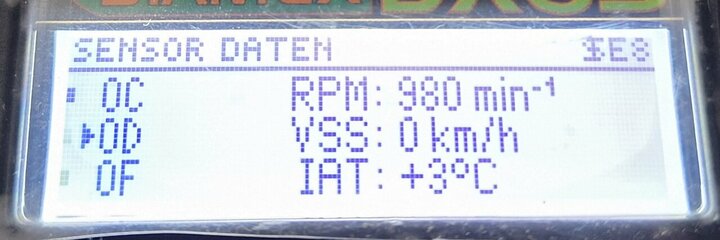 SENSOR DATEN $E8
0C RPM: 980 min⁻¹
0D VSS: 0 km/h
0F IAT: +3°C